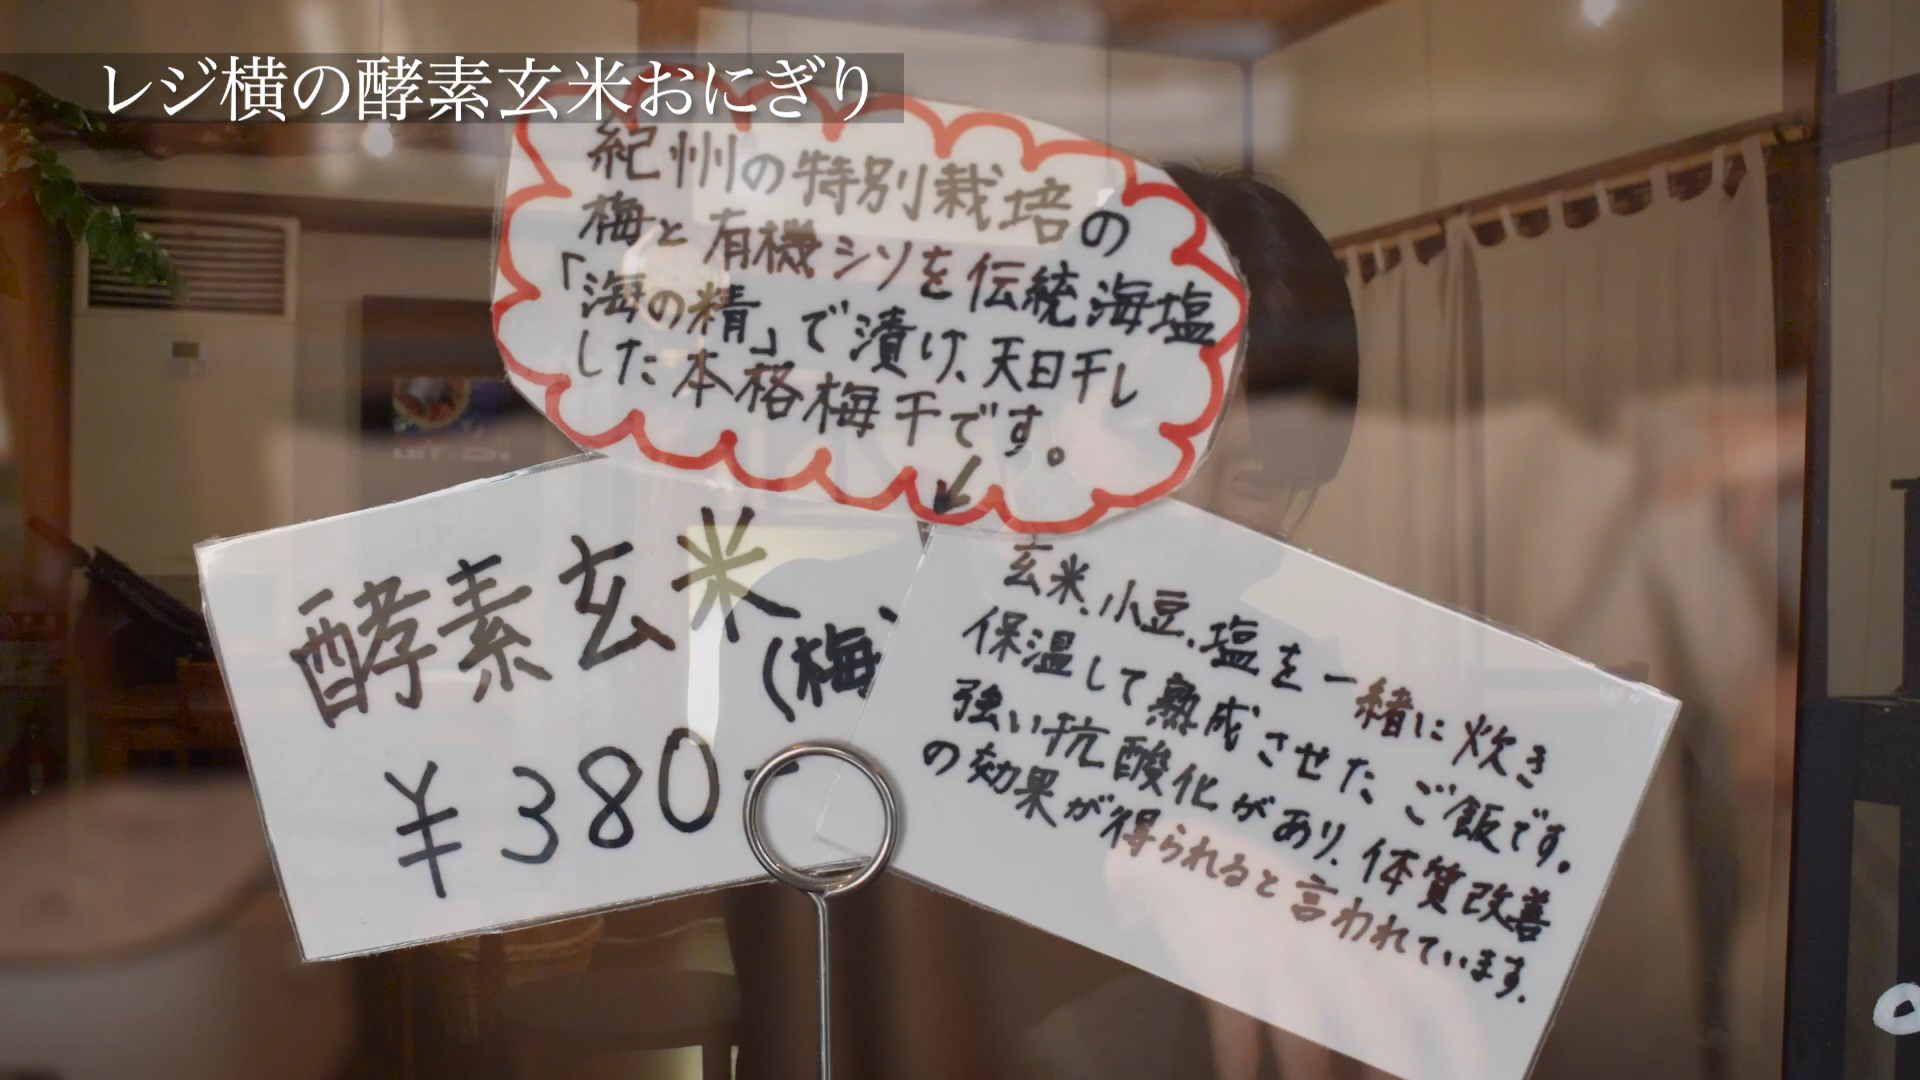 レジ横の酵素玄米おにぎり
紀州の特別栽培の
梅と有機シソを伝統海塩
「海の精」で漬け、天日干し
した本格梅干です。
酵素玄米
(梅
¥380-
玄米、小豆、塩を一緒に炊き
保温して熟成させたご飯です。
強い抗酸化があり、体質改善
の効果が得られると言われています。